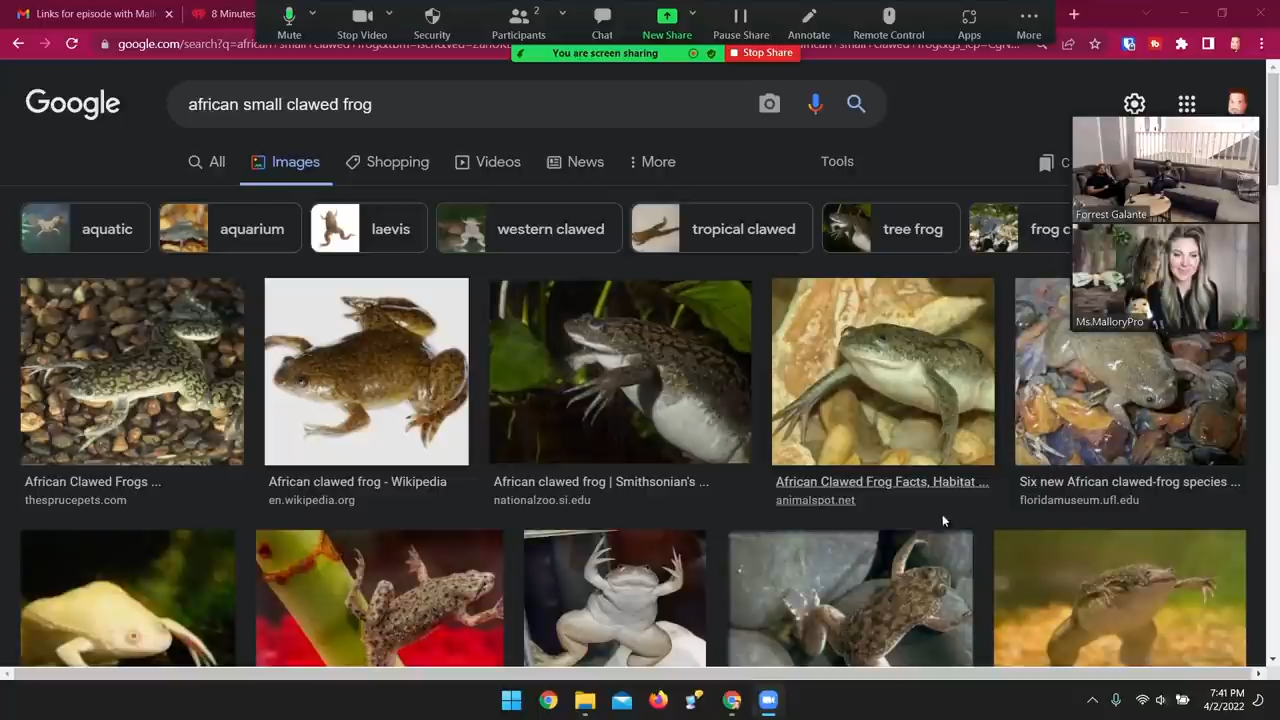 Links for episode with Mall
8 Minutes
Mute
Stop Video
Security
Participants
2
Chat
New Share
Pause Share
Annotate
Remote Control
Apps
More
You are screen sharing
Stop Share
Google
african small clawed frog
All
Images
Shopping
Videos
News
More
Tools
C
aquatic
aquarium
laevis
western clawed
tropical clawed
tree frog
frog c
Forrest Galante
Ms.MalloryPro
African Clawed Frogs ...
thesprucepets.com
African clawed frog - Wikipedia
en.wikipedia.org
African clawed frog | Smithsonian's ...
nationalzoo.si.edu
African Clawed Frog Facts, Habitat ...
animalspot.net
Six new African clawed-frog species ...
floridamuseum.ufl.edu
7:41 PM
4/2/2022